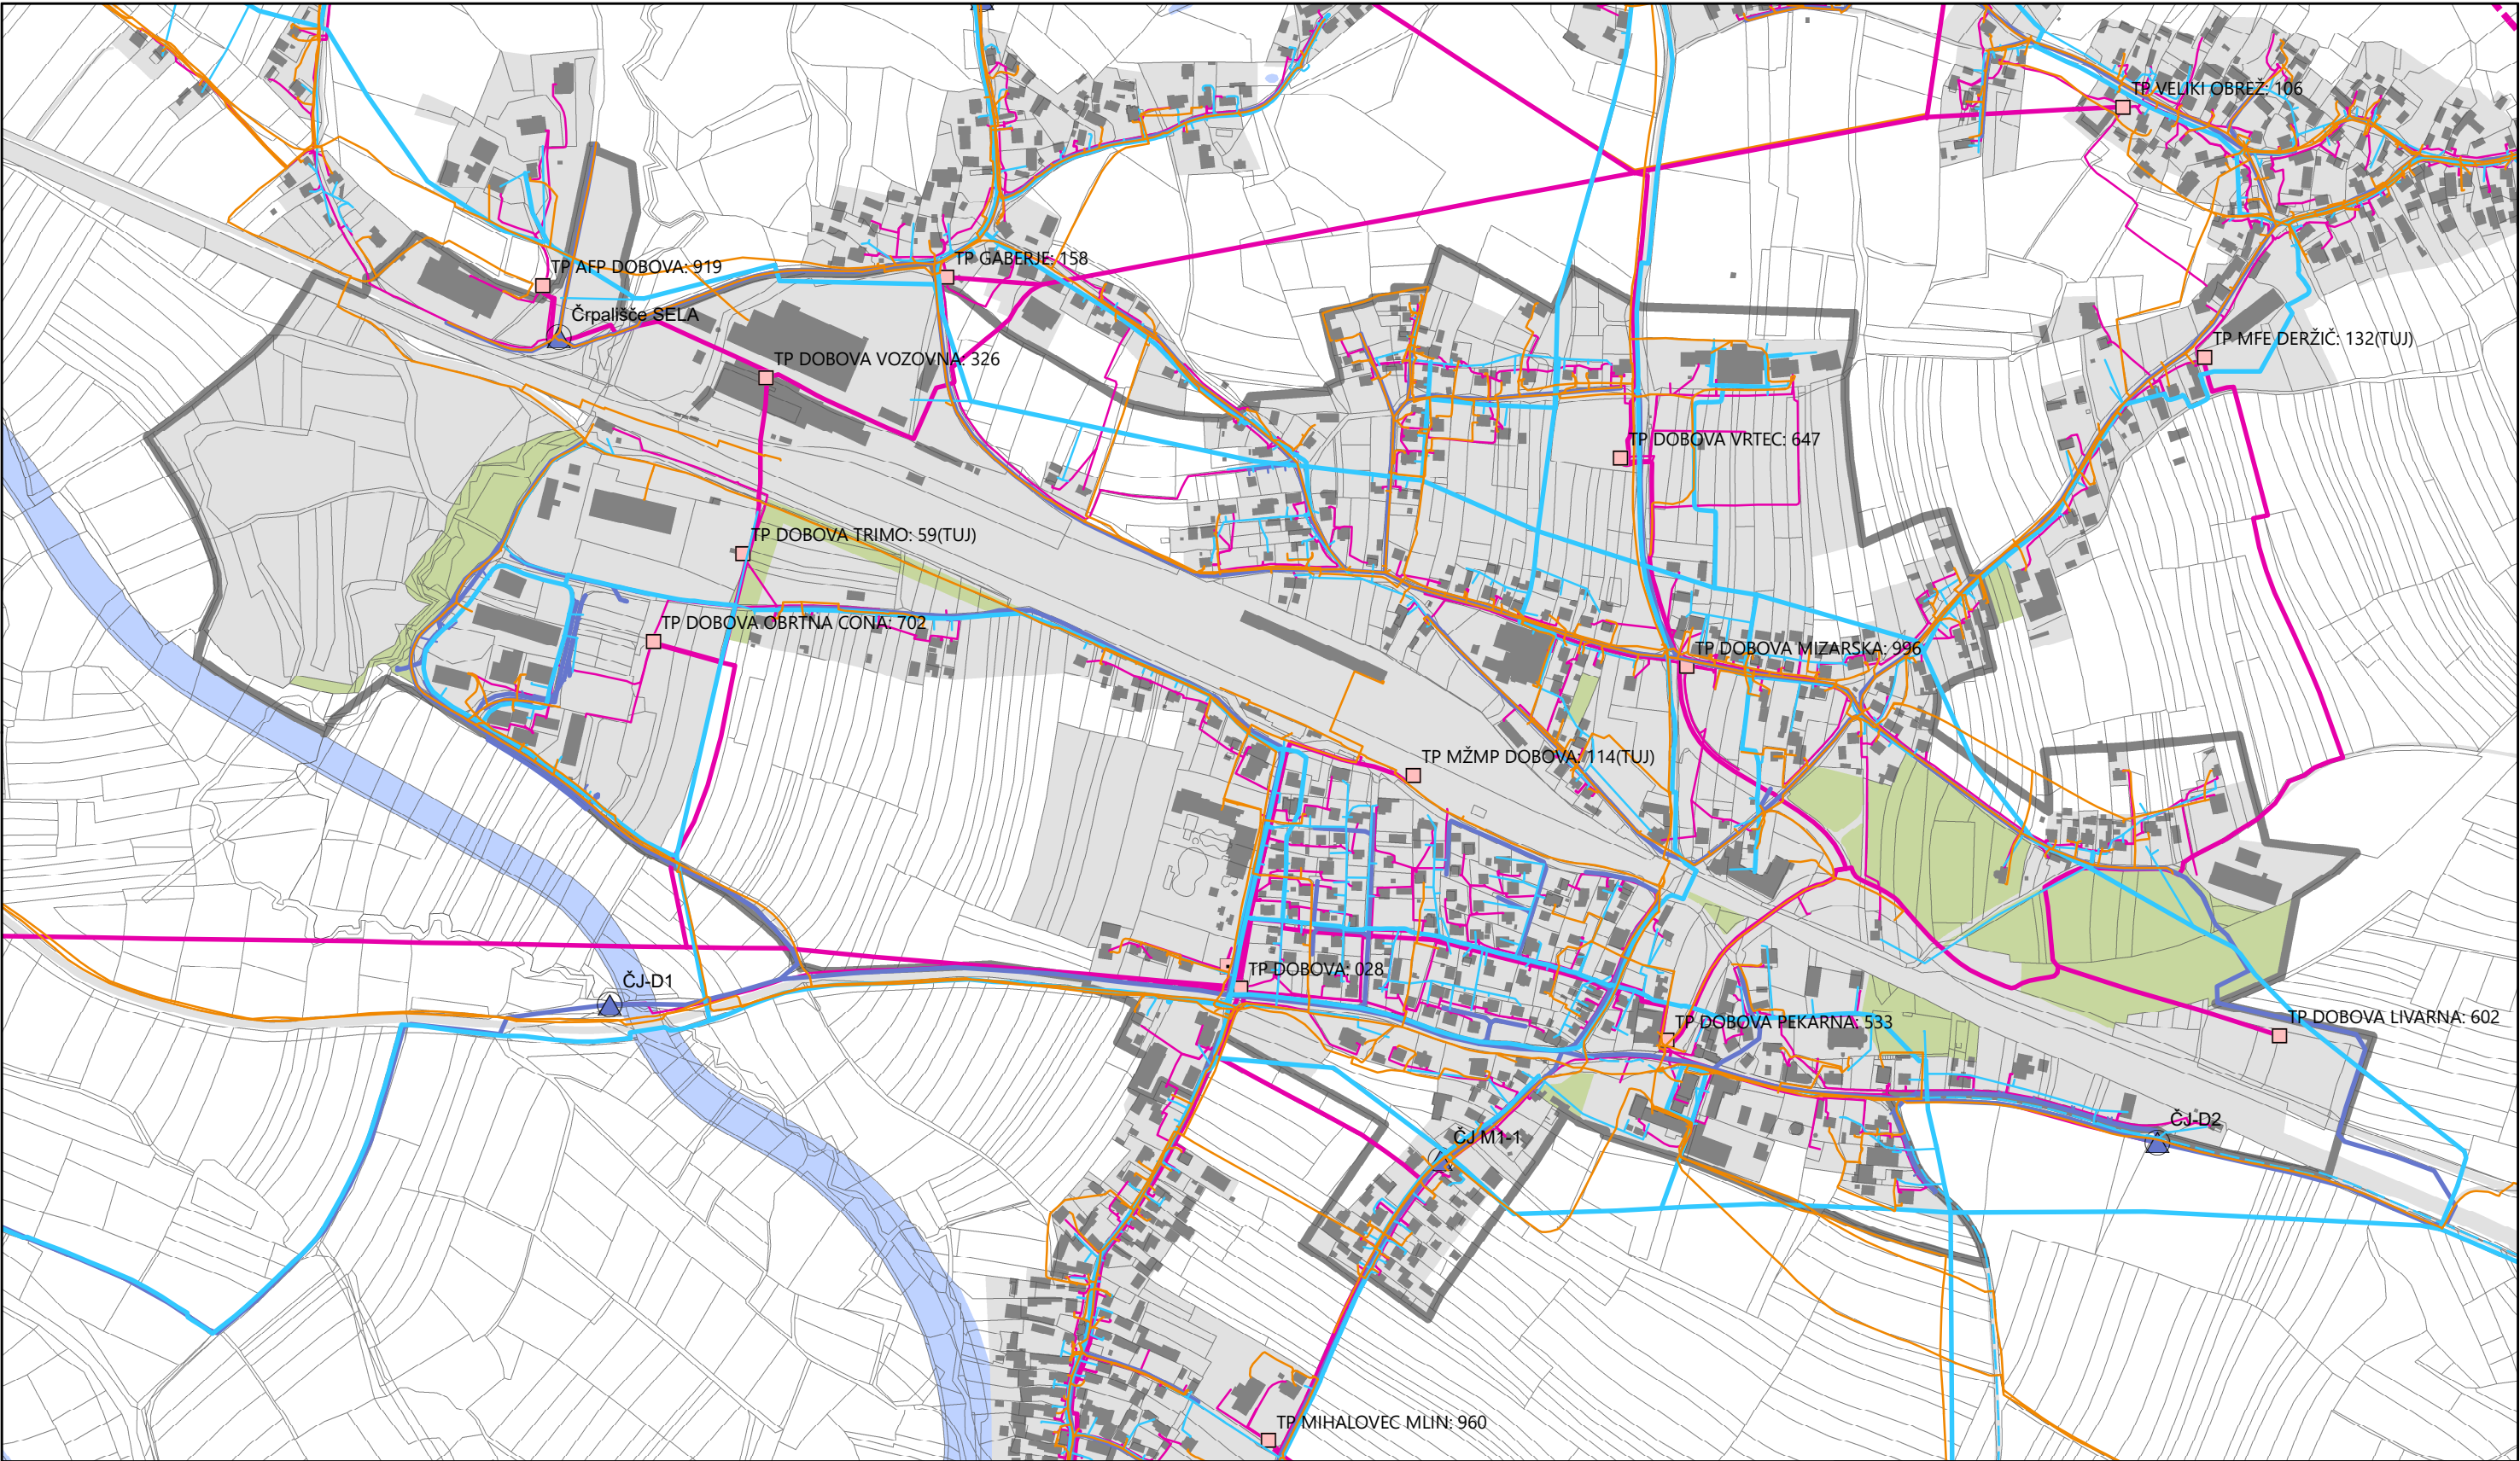 TP VELIKI OBREŽ: 106
TP GABERJE: 158
TP AFP DOBOVA: 919
Črpališče SELA
TP MFE DERŽIČ: 132(TUJ)
TP DOBOVA VOZOVNA: 326
TP DOBOVA VRTEC: 647
TP DOBOVA TRIMO: 59(TUJ)
TP DOBOVA OBRTNA CONA: 702
TP DOBOVA MIZARSKA: 996
TP MŽMP DOBOVA: 114(TUJ)
TP DOBOVA: 028
ČJ-D1
TP DOBOVA PEKARNA: 533
TP DOBOVA LIVARNA: 602
ČJ-D2
ČJ M1-1
TP MIHALOVEC MLIN: 960